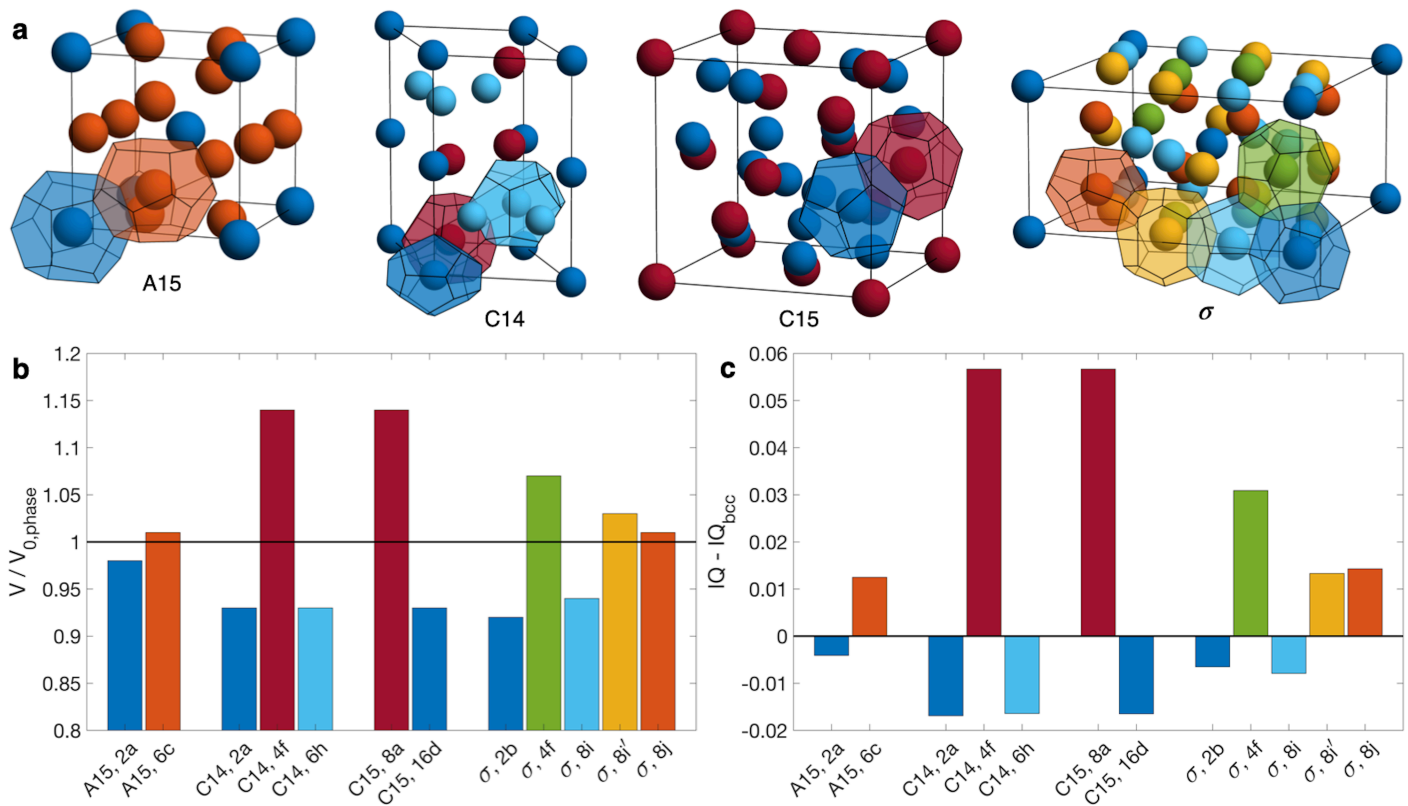 a
A15
C14
C15
σ
b
V / V0,phase
1.2
1.15
1.1
1.05
1
0.95
0.9
0.85
0.8
A15, 2a
A15, 6c
C14, 2a
C14, 4f
C14, 6h
C15, 8a
C15, 16d
σ, 2b
σ, 4f
σ, 8i
σ, 8i′
σ, 8j
c
IQ - IQbcc
0.06
0.05
0.04
0.03
0.02
0.01
0
-0.01
-0.02
A15, 2a
A15, 6c
C14, 2a
C14, 4f
C14, 6h
C15, 8a
C15, 16d
σ, 2b
σ, 4f
σ, 8i
σ, 8i′
σ, 8j